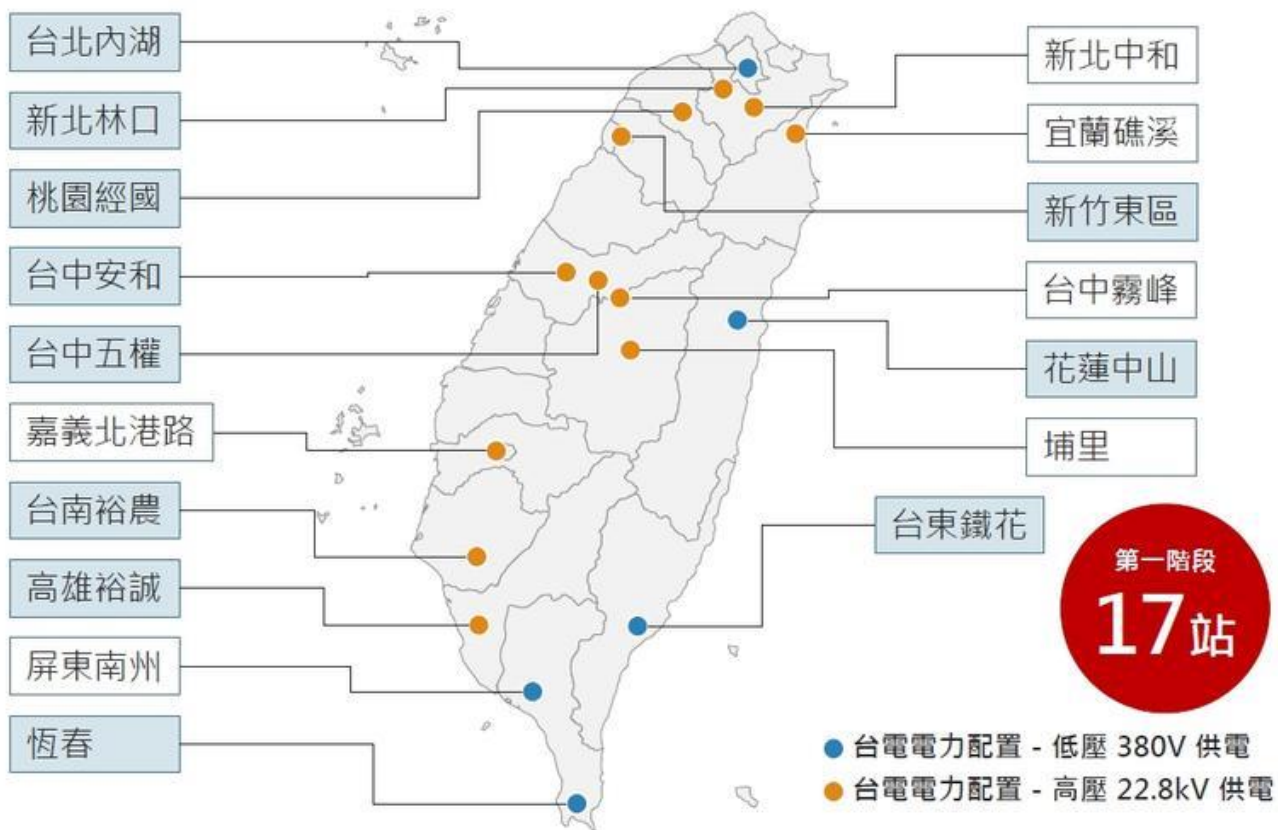 台北內湖
新北林口
桃園經國
台中安和
台中五權
嘉義北港路
台南裕農
高雄裕誠
屏東南州
恆春
新北中和
宜蘭礁溪
新竹東區
台中霧峰
花蓮中山
埔里
台東鐵花
第一階段
17站
台電電力配置 - 低壓 380V 供電
台電電力配置 - 高壓 22.8kV 供電